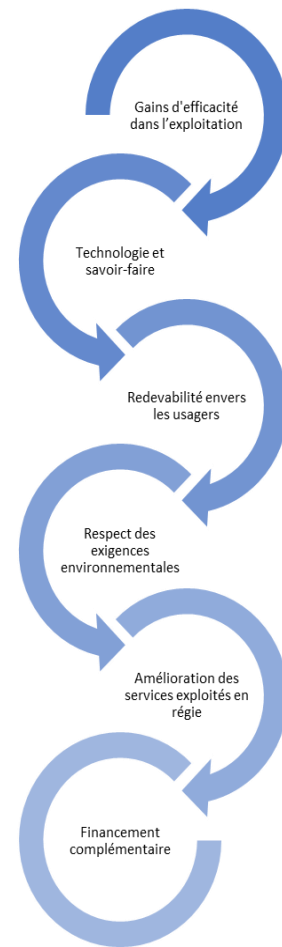 Gains d'efficacité
dans l’exploitation
Technologie et
savoir-faire
Redevabilité envers
les usagers
Respect des
exigences
environnementales
Amélioration des
services exploités en
régie
Financement
complémentaire